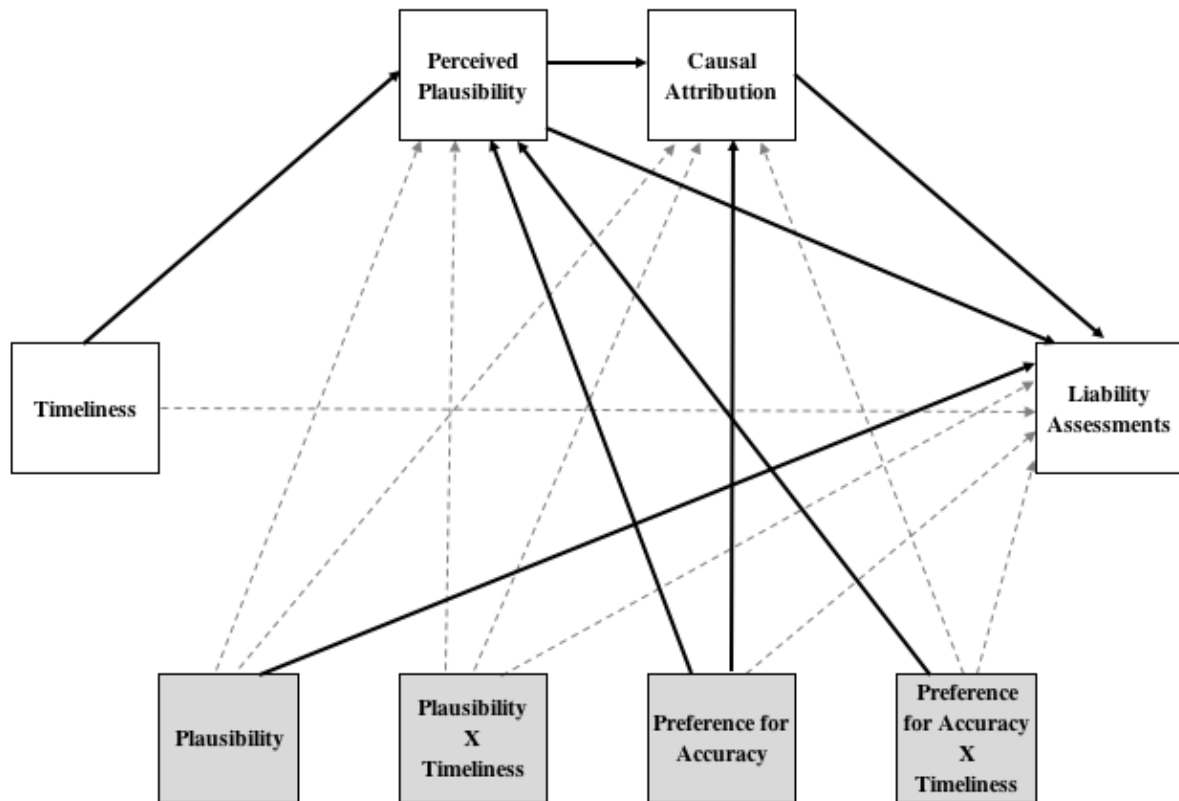 Perceived
Plausibility
Causal
Attribution
Timeliness
Liability
Assessments
Plausibility
Plausibility
X
Timeliness
Preference for
Accuracy
Preference
for Accuracy
X
Timeliness